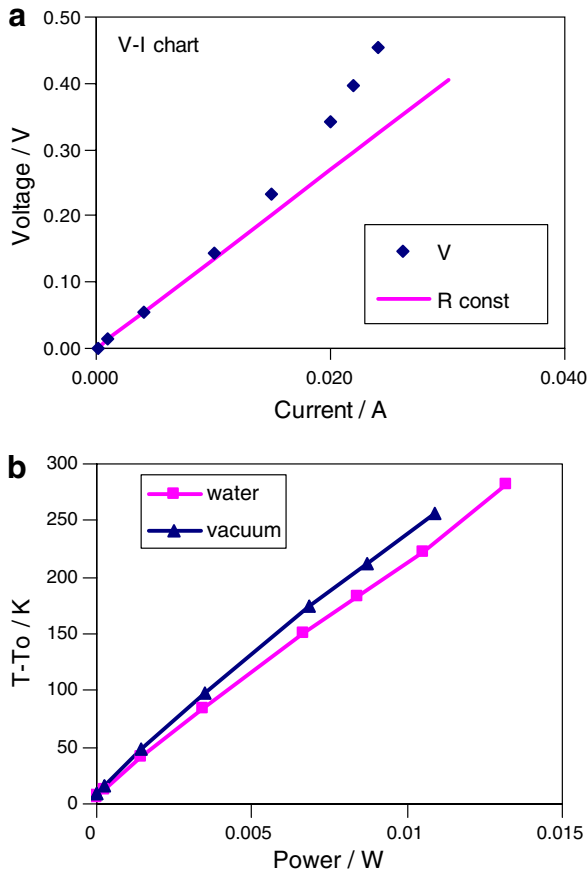 a
V-I chart
0.50
0.40
0.30
0.20
0.10
0.00
Voltage / V
V
R const
0.000
0.020
0.040
Current / A
b
300
250
200
150
100
50
0
T-To / K
water
vacuum
0
0.005
0.01
0.015
Power / W